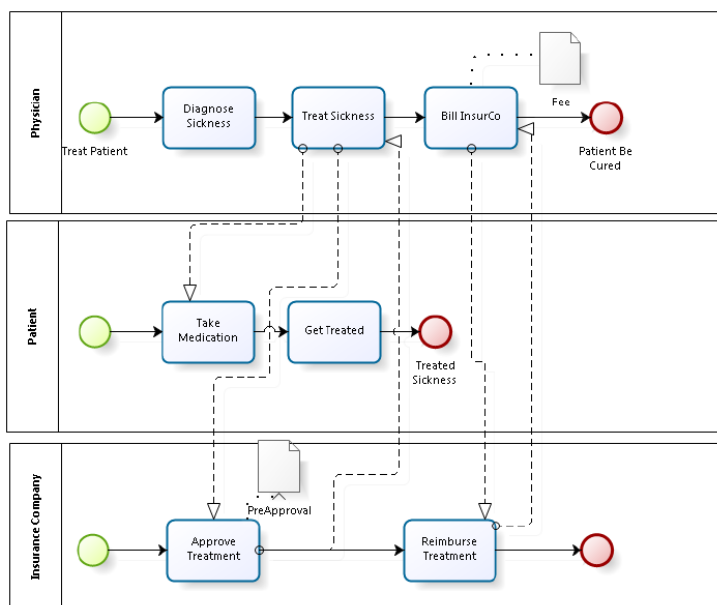 Physician
Treat Patient
Diagnose
Sickness
Treat Sickness
Bill InsurCo
Fee
Patient Be
Cured
Patient
Take
Medication
Get Treated
Treated
Sickness
Insurance Company
PreApproval
Approve
Treatment
Reimburse
Treatment